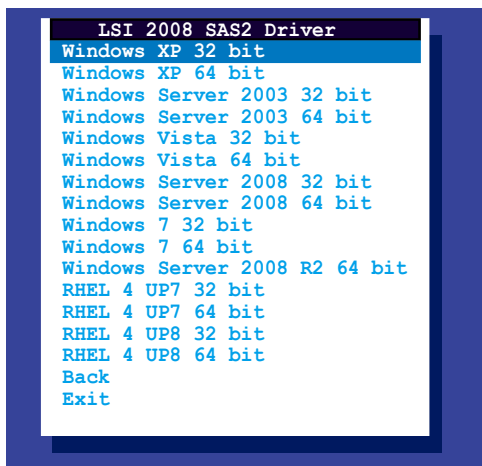 LSI 2008 SAS2 Driver
Windows XP 32 bit
Windows XP 64 bit
Windows Server 2003 32 bit
Windows Server 2003 64 bit
Windows Vista 32 bit
Windows Vista 64 bit
Windows Server 2008 32 bit
Windows Server 2008 64 bit
Windows 7 32 bit
Windows 7 64 bit
Windows Server 2008 R2 64 bit
RHEL 4 UP7 32 bit
RHEL 4 UP7 64 bit
RHEL 4 UP8 32 bit
RHEL 4 UP8 64 bit
Back
Exit